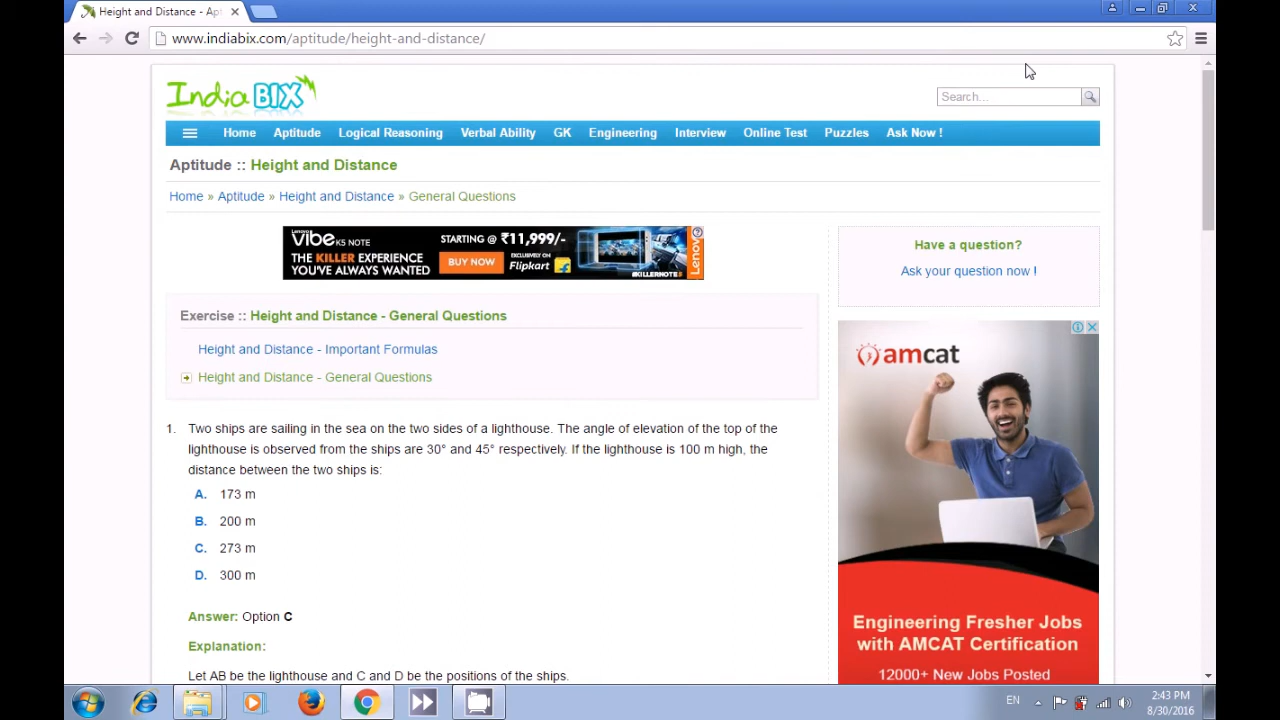 Height and Distance - Ap
www.indiabix.com/aptitude/height-and-distance/
India BIX
Search...
Home Aptitude Logical Reasoning Verbal Ability GK Engineering Interview Online Test Puzzles Ask Now !
Aptitude :: Height and Distance
Home » Aptitude » Height and Distance » General Questions
Lenovo
VIBE K5 NOTE
THE KILLER EXPERIENCE
YOU'VE ALWAYS WANTED
STARTING @ ₹11,999/-
BUY NOW
EXCLUSIVELY ON
Flipkart
#KILLERNOTE
Lenovo
Have a question?
Ask your question now !
Exercise :: Height and Distance - General Questions
Height and Distance - Important Formulas
Height and Distance - General Questions
1. Two ships are sailing in the sea on the two sides of a lighthouse. The angle of elevation of the top of the
lighthouse is observed from the ships are 30° and 45° respectively. If the lighthouse is 100 m high, the
distance between the two ships is:
A. 173 m
B. 200 m
C. 273 m
D. 300 m
Answer: Option C
Explanation:
Let AB be the lighthouse and C and D be the positions of the ships.
amcat
Engineering Fresher Jobs
with AMCAT Certification
12000+ New Jobs Posted
EN
2:43 PM
8/30/2016